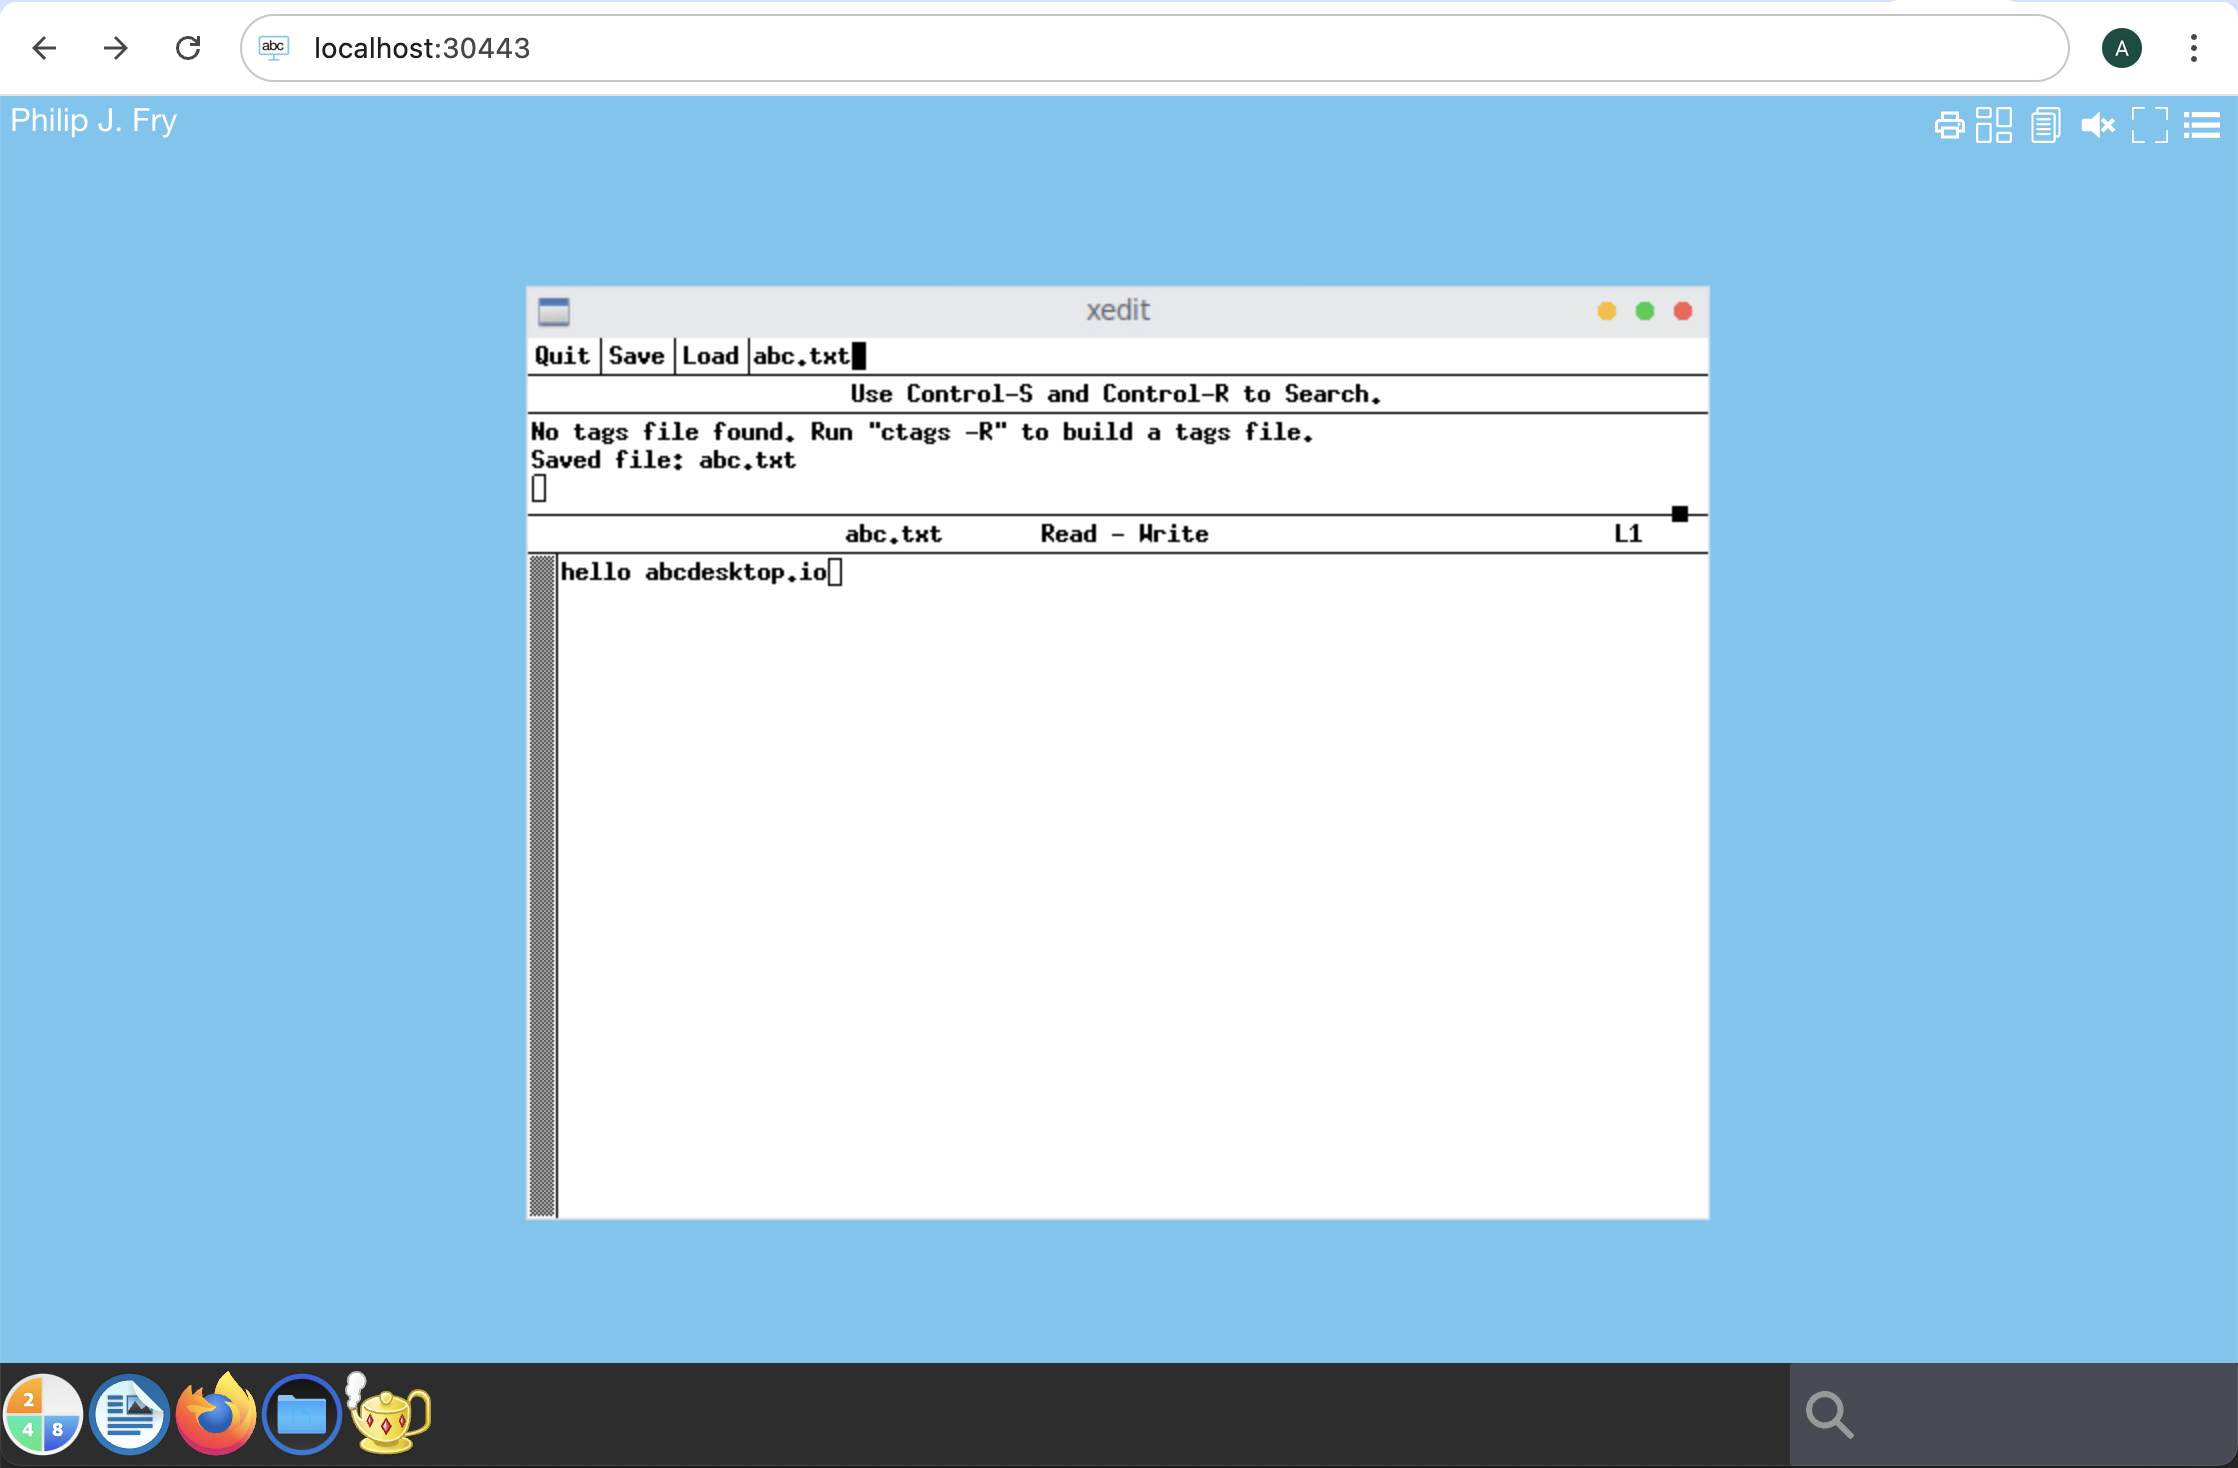 abc localhost:30443 A
Philip J. Fry
xedit
Quit Save Load abc.txt
Use Control-S and Control-R to Search.
No tags file found. Run "ctags -R" to build a tags file.
Saved file: abc.txt
abc.txt Read - Write L1
hello abcdesktop.io
2
4 8